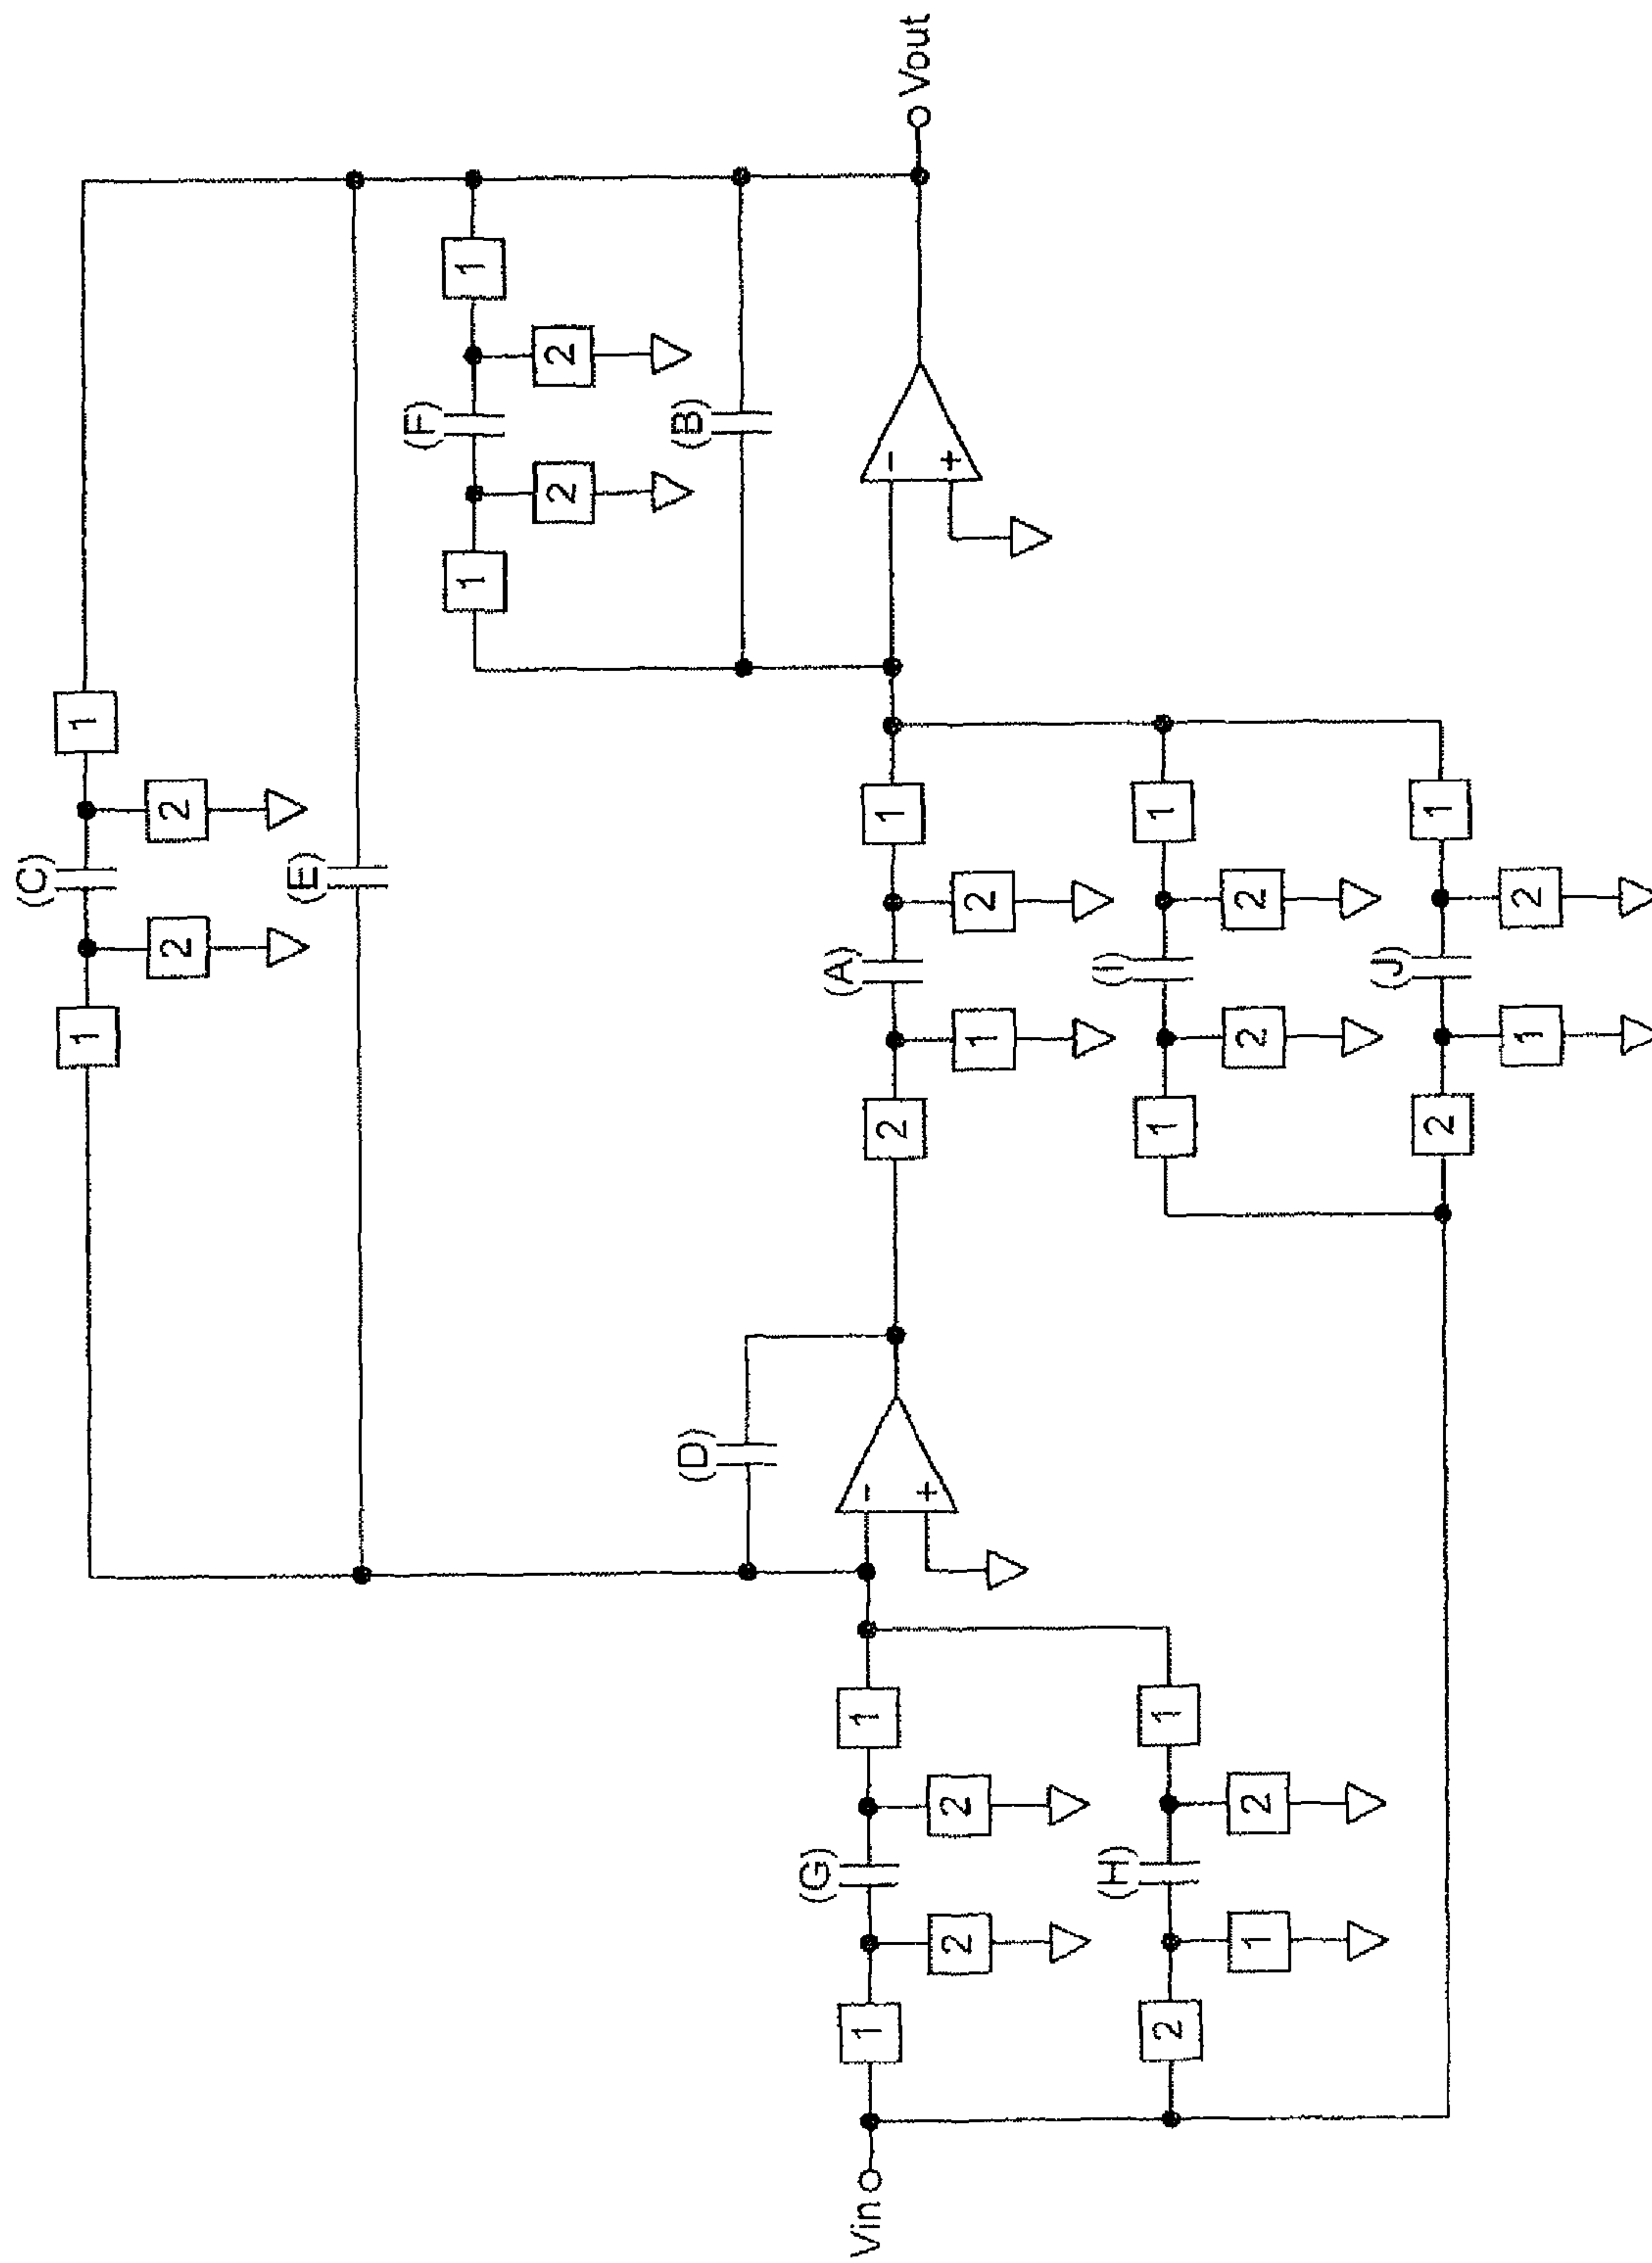 (C)
1 1
2 2
(E)
(F)
1 1
2 2
(D) (B)
(G) (A)
Vin 1 1 - 2 1 - Vout
2 2 + 1 2 +
(H) (I)
2 1 1 1
1 2 2 2
(J)
2 1
1 2